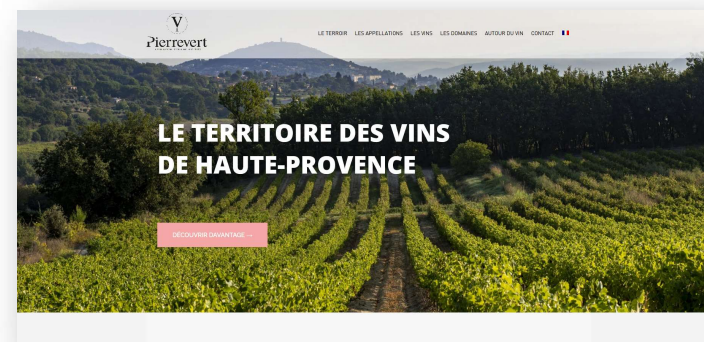 V
Pierrevert
LE TERROIR LES APPELLATIONS LES VINS LES DOMAINES AUTOUR DU VIN CONTACT
LE TERRITOIRE DES VINS
DE HAUTE-PROVENCE
DÉCOUVRIR DAVANTAGE →